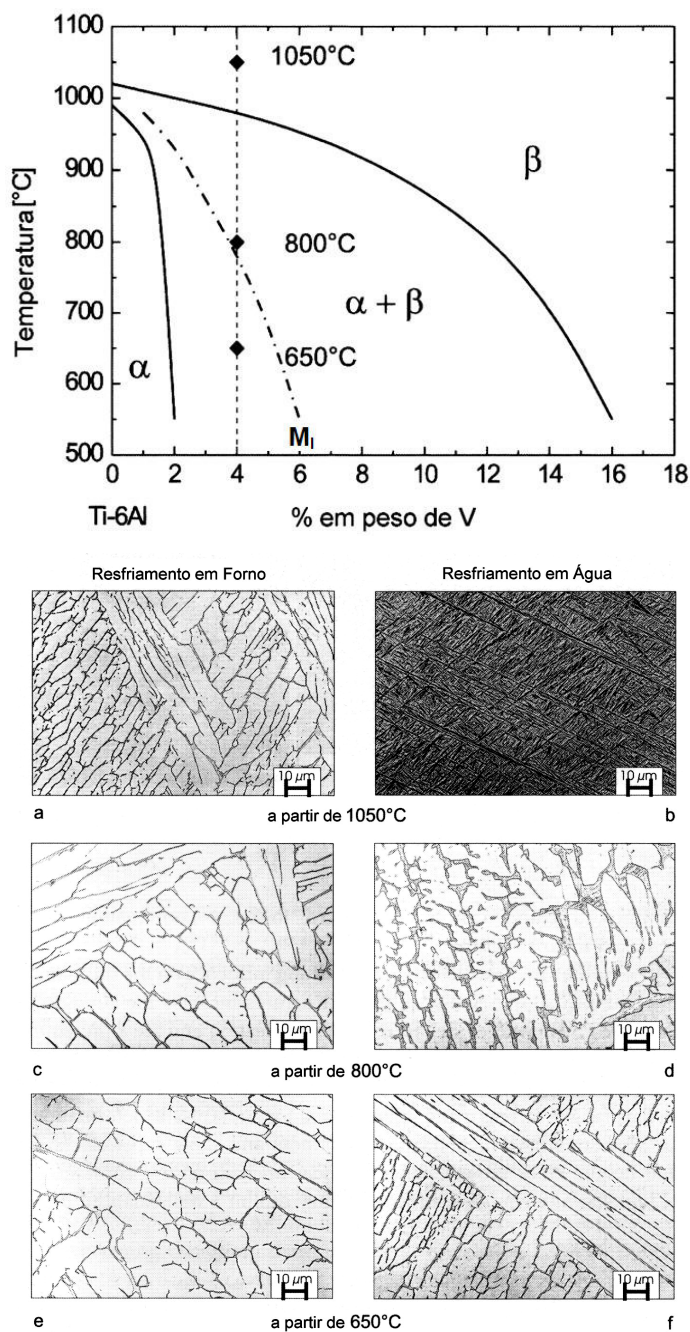 1100
1000
900
800
700
600
500
Temperatura[°C]
1050°C
800°C
650°C
β
α + β
α
M_I
0 2 4 6 8 10 12 14 16 18
Ti-6Al % em peso de V
Resfriamento em Forno Resfriamento em Água
10 µm 10 µm
a a partir de 1050°C b
10 µm 10 µm
c a partir de 800°C d
10 µm 10 µm
e a partir de 650°C f